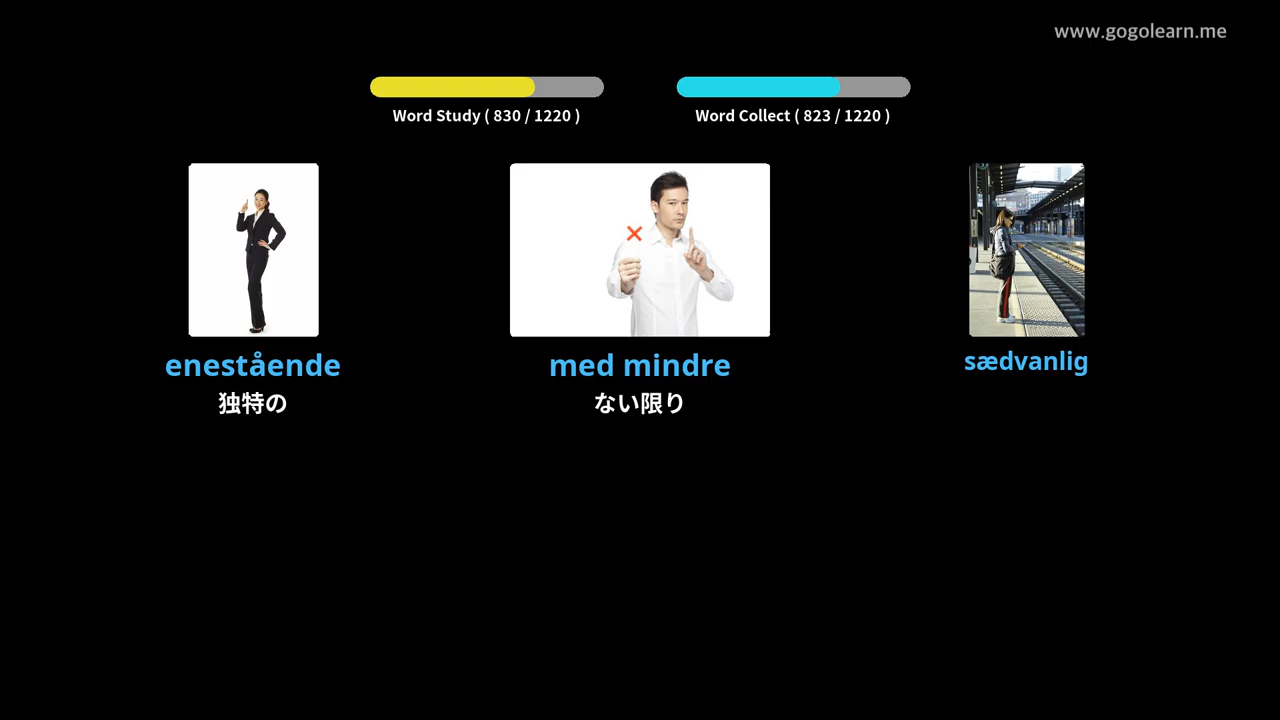 www.gogolearn.me
Word Study ( 830 / 1220 )
Word Collect ( 823 / 1220 )
enestående
独特の
med mindre
ない限り
sædvanlig